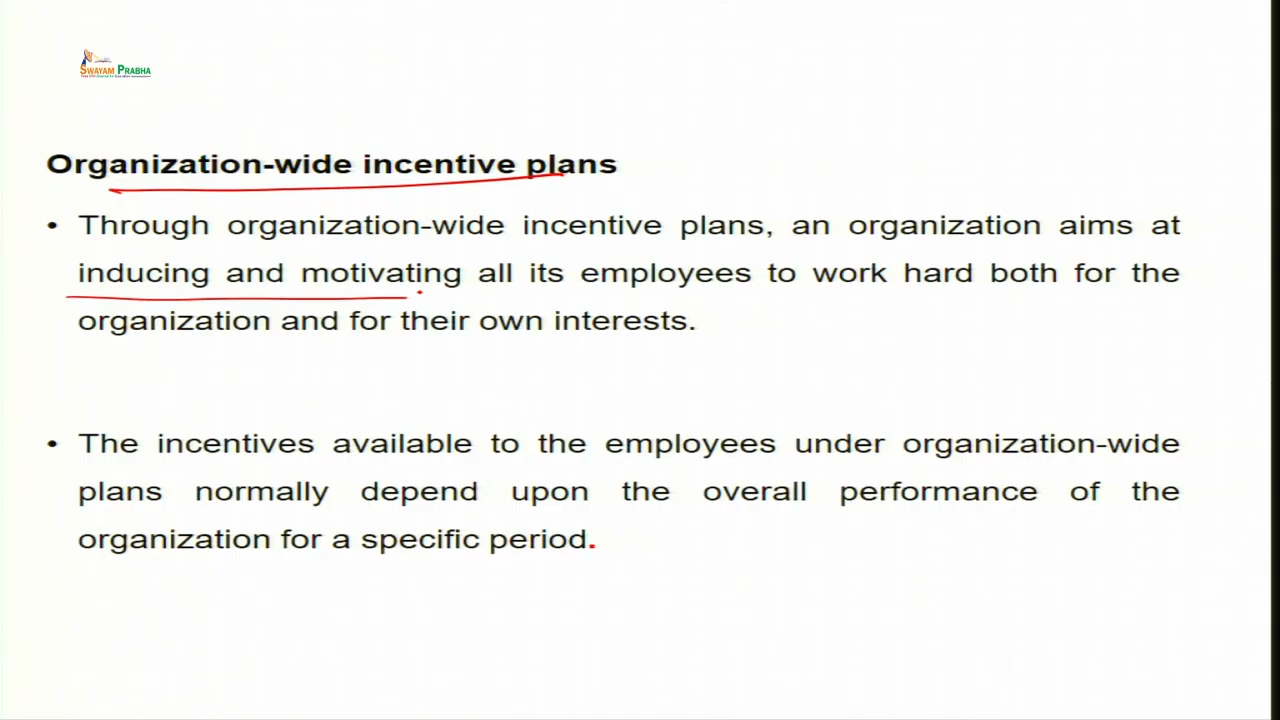 SWAYAM PRABHA
Organization-wide incentive plans
• Through organization-wide incentive plans, an organization aims at
inducing and motivating all its employees to work hard both for the
organization and for their own interests.
• The incentives available to the employees under organization-wide
plans normally depend upon the overall performance of the
organization for a specific period.